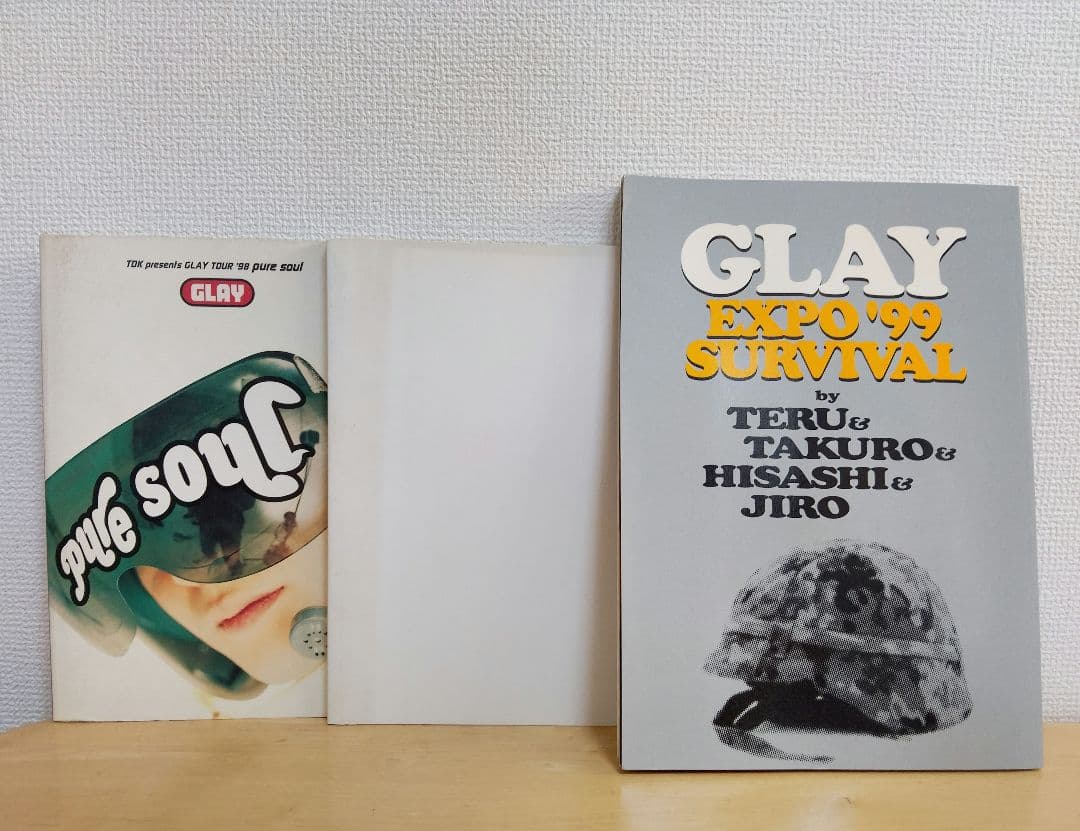 TDK presents GLAY TOUR '98 pure soul
GLAY
pure soul
GLAY
EXPO '99
SURVIVAL
by
TERU&
TAKURO&
HISASHI&
JIRO